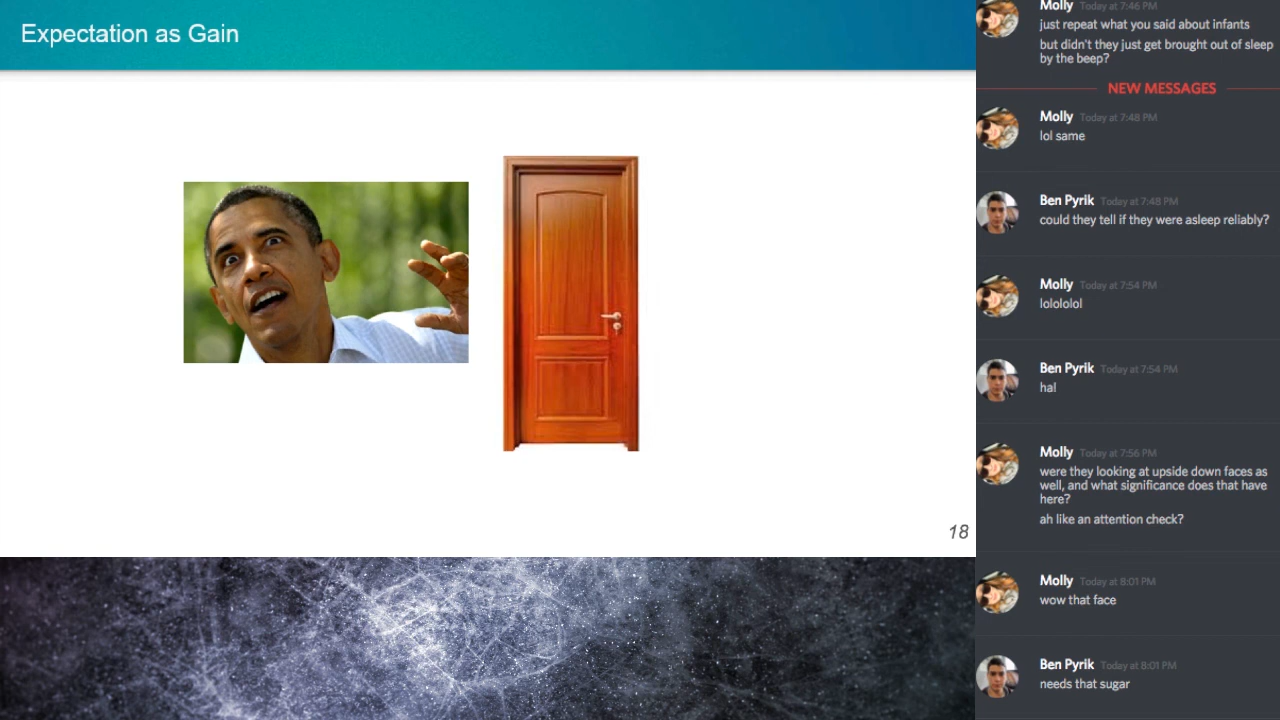 Expectation as Gain
18
Molly Today at 7:46 PM
just repeat what you said about infants
but didn't they just get brought out of sleep
by the beep?
NEW MESSAGES
Molly Today at 7:48 PM
lol same
Ben Pyrik Today at 7:48 PM
could they tell if they were asleep reliably?
Molly Today at 7:54 PM
lolololol
Ben Pyrik Today at 7:54 PM
ha!
Molly Today at 7:56 PM
were they looking at upside down faces as
well, and what significance does that have
here?
ah like an attention check?
Molly Today at 8:01 PM
wow that face
Ben Pyrik Today at 8:01 PM
needs that sugar